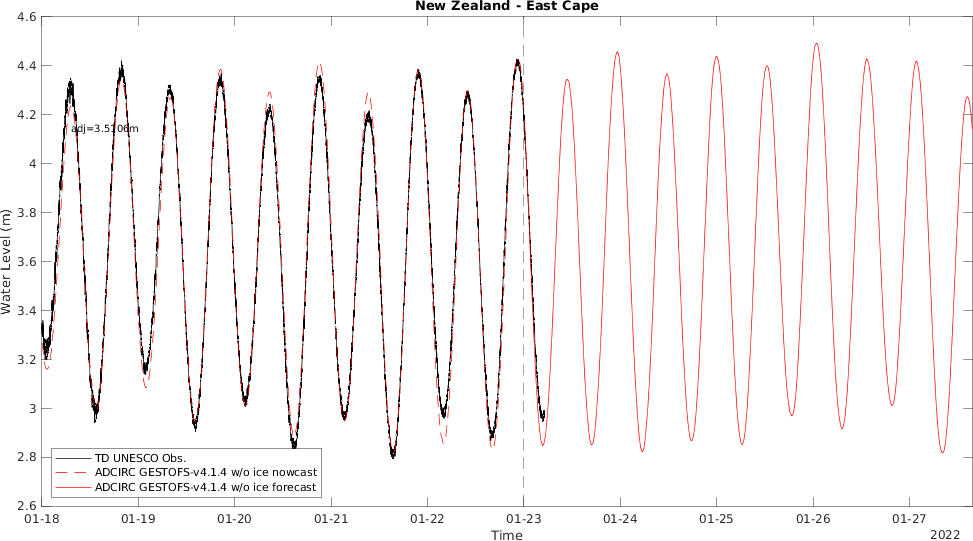 New Zealand - East Cape
4.6
4.4
4.2
4
3.8
3.6
3.4
3.2
3
2.8
2.6
Water Level (m)
adj=3.5106m
TD UNESCO Obs.
ADCIRC GESTOFS-v4.1.4 w/o ice nowcast
ADCIRC GESTOFS-v4.1.4 w/o ice forecast
01-18 01-19 01-20 01-21 01-22 01-23 01-24 01-25 01-26 01-27
Time
2022